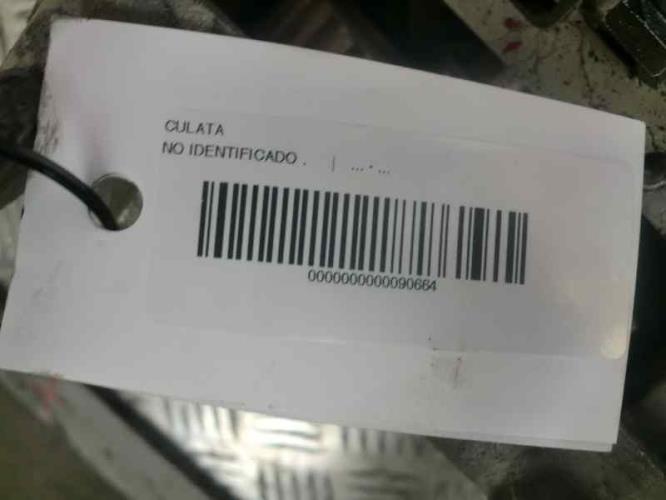 CULATA
NO IDENTIFICADO . | ... - ...
0000000000090664